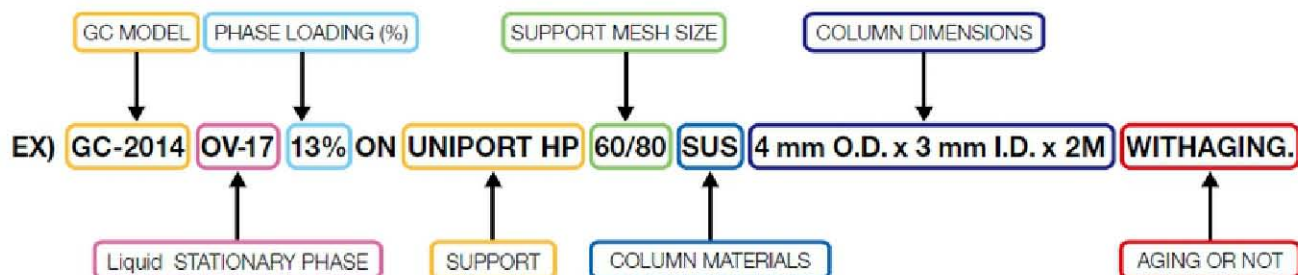 GC MODEL PHASE LOADING (%) SUPPORT MESH SIZE COLUMN DIMENSIONS
EX) GC-2014 OV-17 13% ON UNIPORT HP 60/80 SUS 4 mm O.D. x 3 mm I.D. x 2M WITHAGING.
Liquid STATIONARY PHASE SUPPORT COLUMN MATERIALS AGING OR NOT